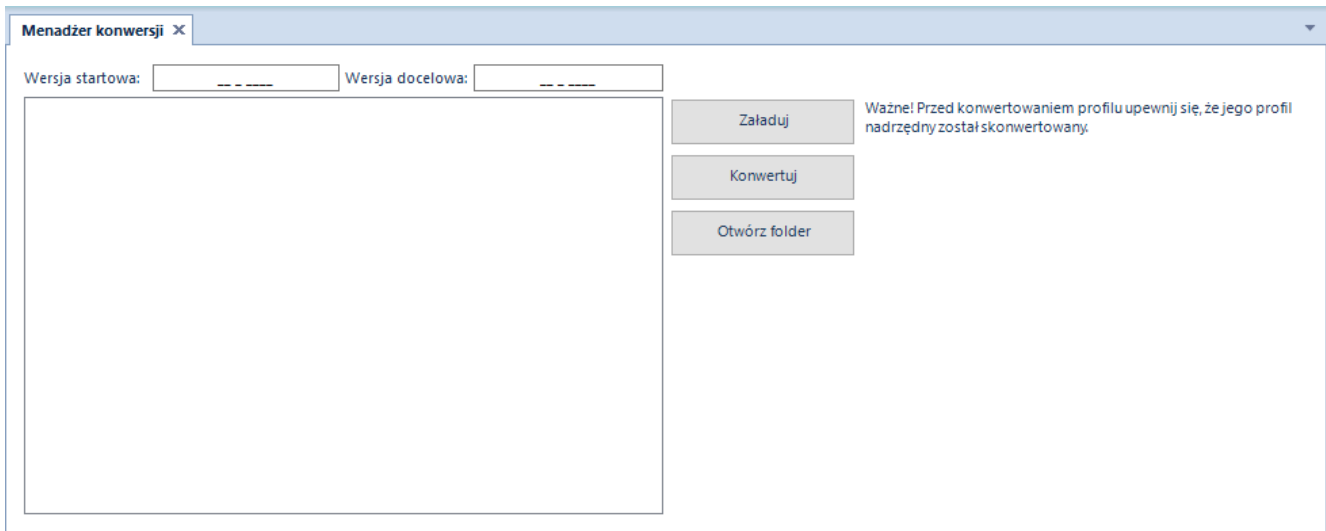 Menadżer konwersji
Wersja startowa: __ _ ____ Wersja docelowa: __ _ ____
Załaduj
Ważne! Przed konwertowaniem profilu upewnij się, że jego profil
nadrzędny został skonwertowany.
Konwertuj
Otwórz folder